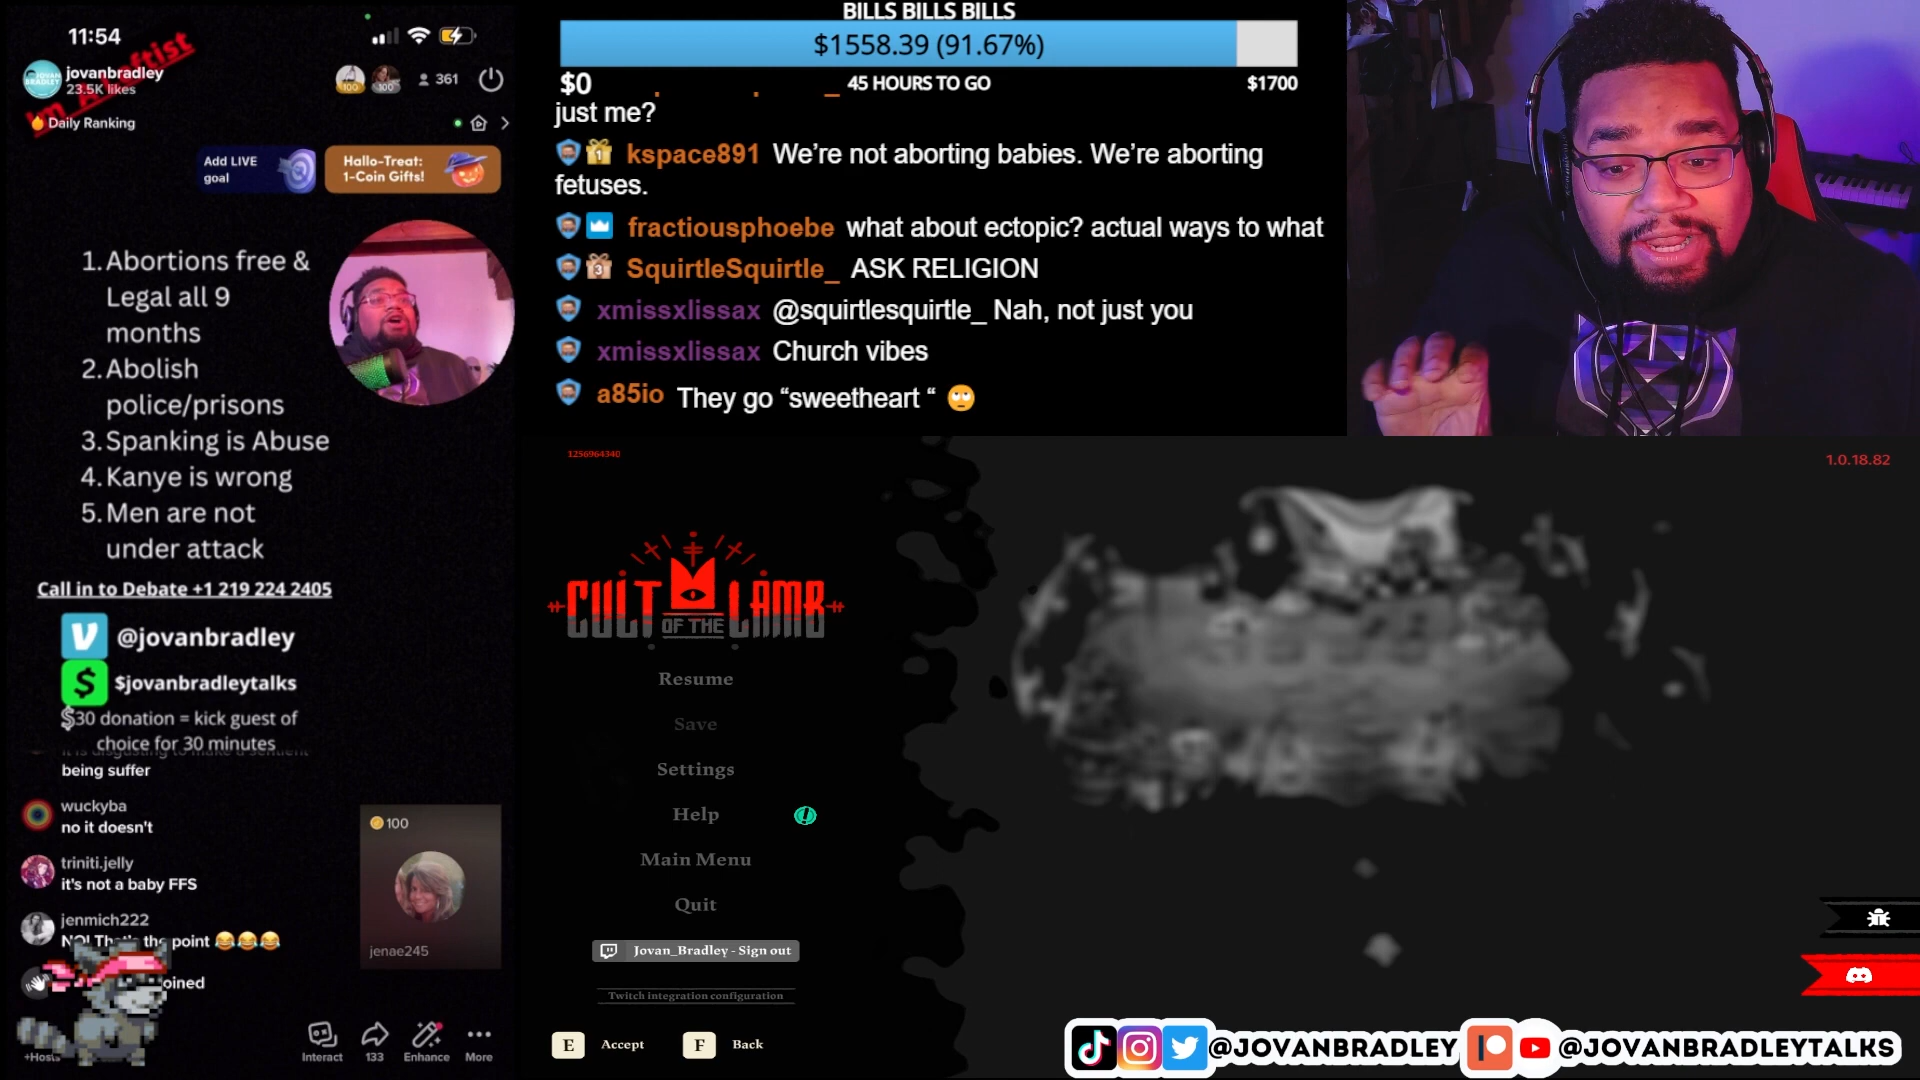 11:54
jovanbradley
23.5K likes
100
100
361
Daily Ranking
Add LIVE
goal
Hallo-Treat:
1-Coin Gifts!
1. Abortions free &
Legal all 9
months
2. Abolish
police/prisons
3. Spanking is Abuse
4. Kanye is wrong
5. Men are not
under attack
Call in to Debate +1 219 224 2405
@jovanbradley
$jovanbradleytalks
$30 donation = kick guest of
choice for 30 minutes
being suffer
wuckyba
no it doesn't
triniti.jelly
it's not a baby FFS
jenmich222
NO! That's the point 😂😂😂
oined
100
jenae245
+Host
Interact
133
Enhance
More
BILLS BILLS BILLS
$1558.39 (91.67%)
$0
45 HOURS TO GO
$1700
just me?
kspace891 We’re not aborting babies. We’re aborting
fetuses.
fractiousphoebe what about ectopic? actual ways to what
SquirtleSquirtle_ ASK RELIGION
xmissxlissax @squirtlesquirtle_ Nah, not just you
xmissxlissax Church vibes
a85io They go “sweetheart “ 🙄
1256964340
1.0.18.82
CULT OF THE LAMB
Resume
Save
Settings
Help
Main Menu
Quit
Jovan_Bradley - Sign out
Twitch integration configuration
E Accept F Back
@JOVANBRADLEY @JOVANBRADLEYTALKS